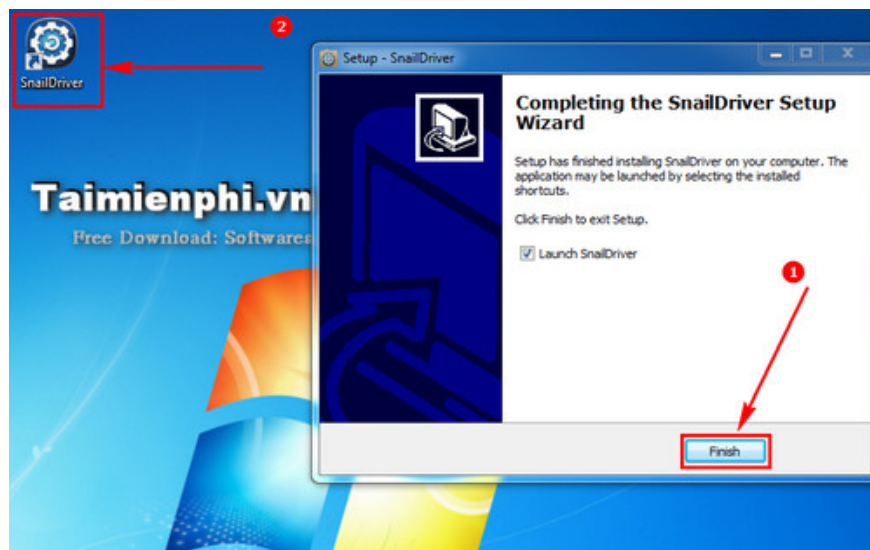 2
SnailDriver
Setup - SnailDriver
Completing the SnailDriver Setup
Wizard
Setup has finished installing SnailDriver on your computer. The
application may be launched by selecting the installed
shortcuts.
Click Finish to exit Setup.
Launch SnailDriver
1
Finish
Taimienphi.vn
Free Download: Softwares